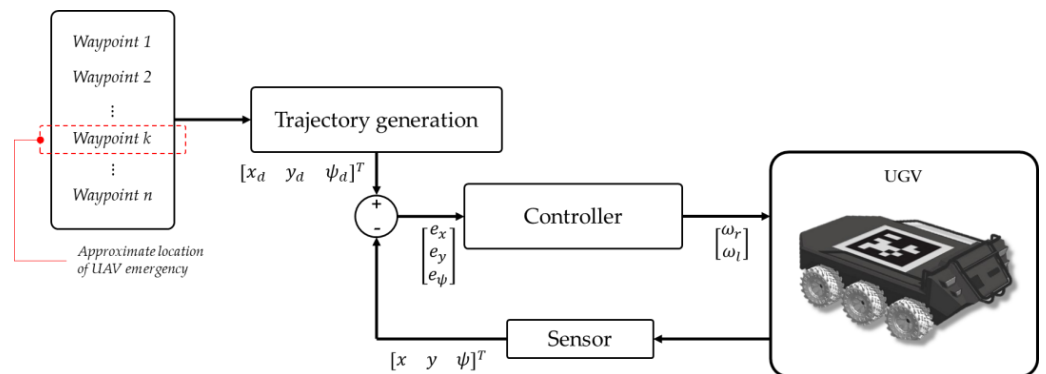 Waypoint 1
Waypoint 2
⋮
Waypoint k
⋮
Waypoint n
Approximate location
of UAV emergency
Trajectory generation
[x_d y_d ψ_d]^T
+
-
[e_x
e_y
e_ψ]
Controller
[ω_r
ω_l]
UGV
Sensor
[x y ψ]^T